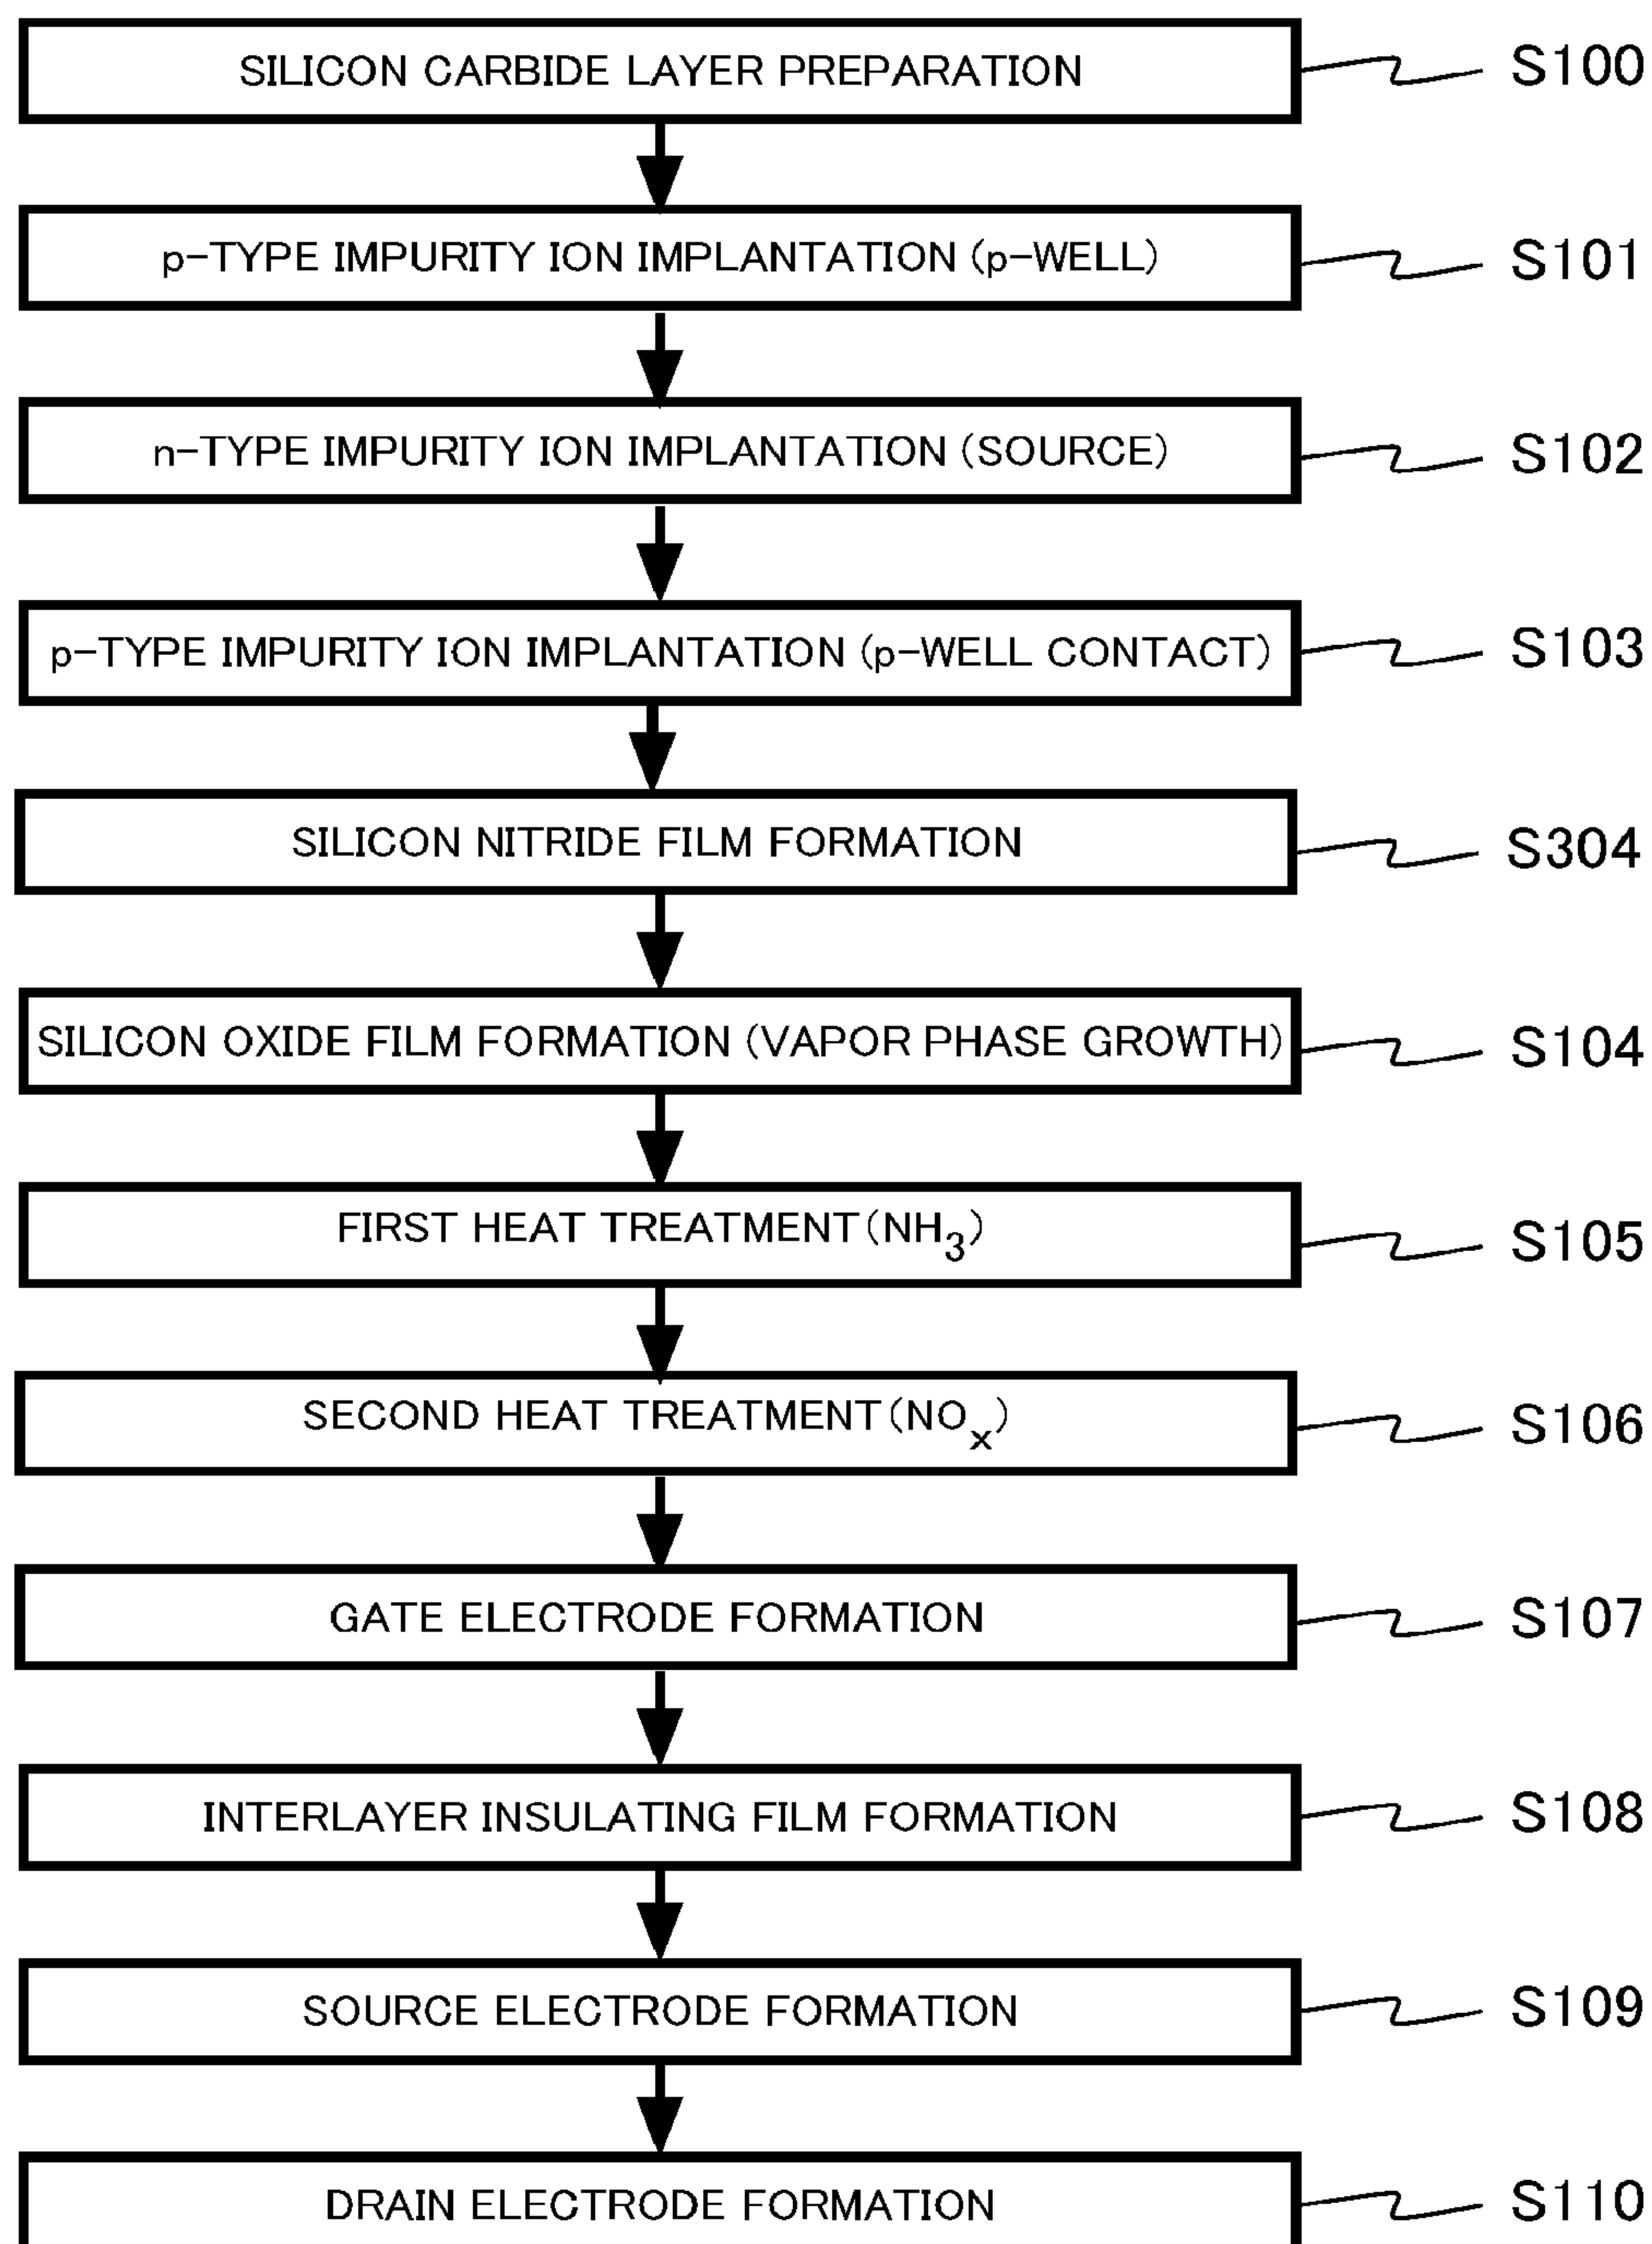 SILICON CARBIDE LAYER PREPARATION S100
p-TYPE IMPURITY ION IMPLANTATION (p-WELL) S101
n-TYPE IMPURITY ION IMPLANTATION (SOURCE) S102
p-TYPE IMPURITY ION IMPLANTATION (p-WELL CONTACT) S103
SILICON NITRIDE FILM FORMATION S304
SILICON OXIDE FILM FORMATION (VAPOR PHASE GROWTH) S104
FIRST HEAT TREATMENT (NH3) S105
SECOND HEAT TREATMENT (NOx) S106
GATE ELECTRODE FORMATION S107
INTERLAYER INSULATING FILM FORMATION S108
SOURCE ELECTRODE FORMATION S109
DRAIN ELECTRODE FORMATION S110